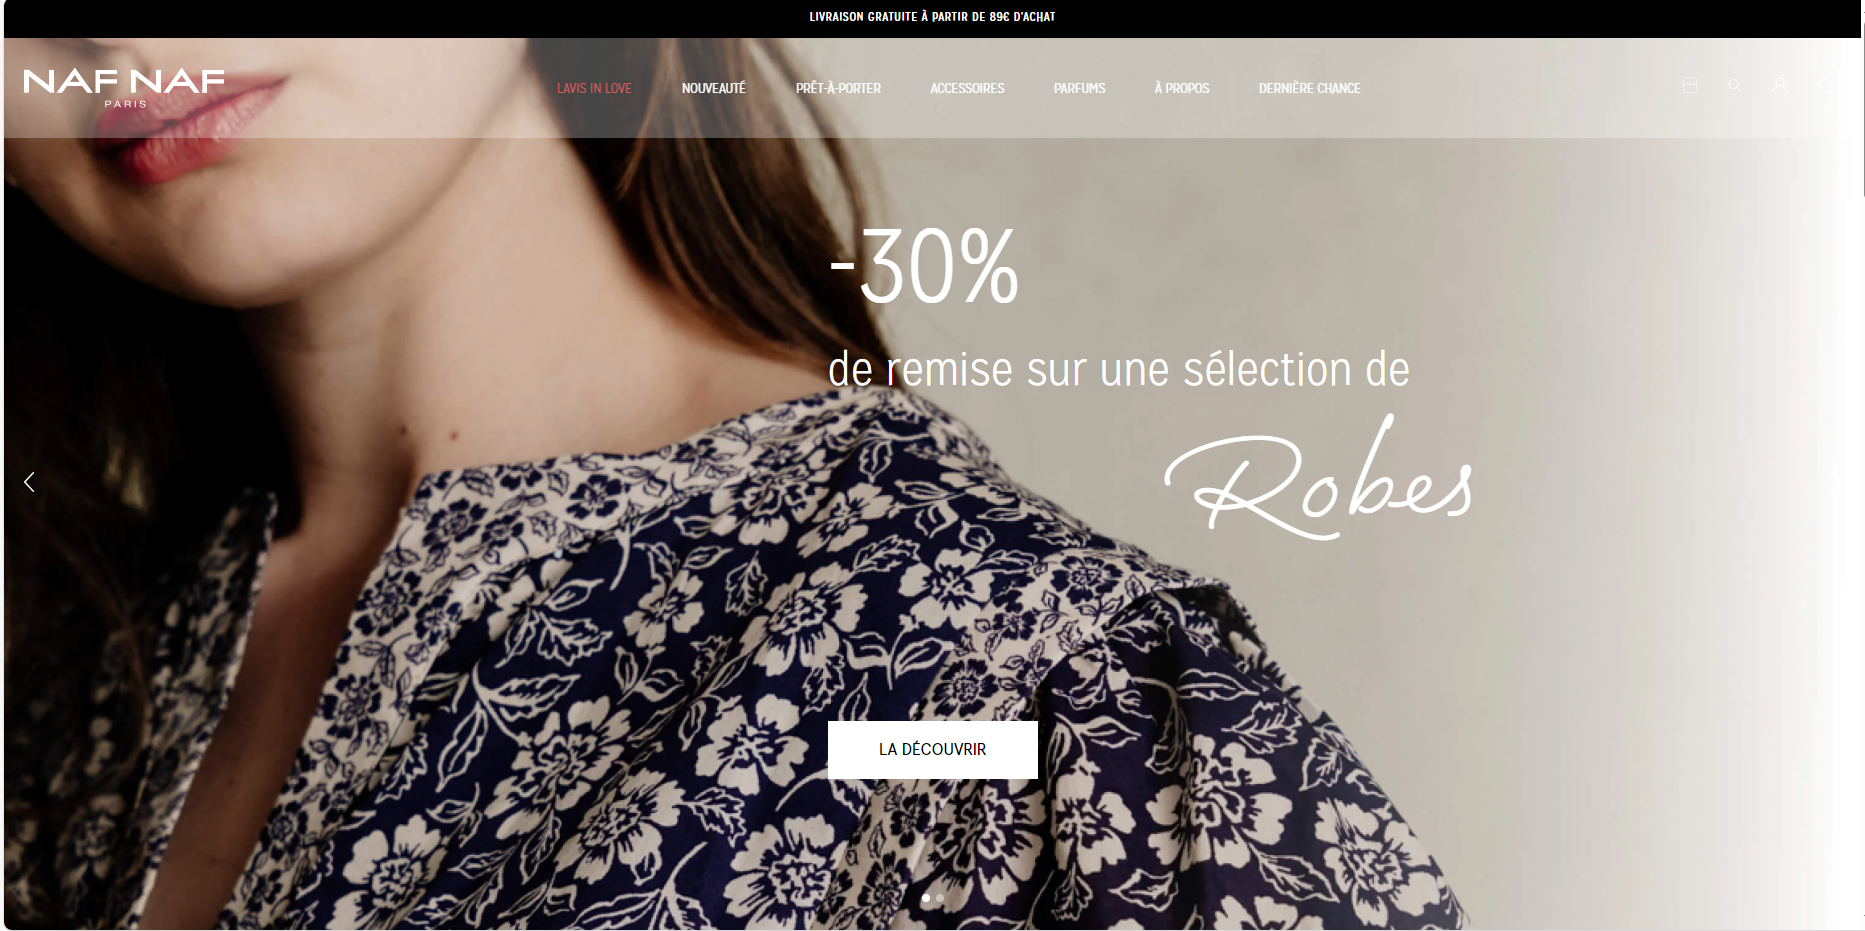 LIVRAISON GRATUITE À PARTIR DE 89€ D'ACHAT
NAF NAF
PARIS
LAVIS IN LOVE NOUVEAUTÉ PRÊT-À-PORTER ACCESSOIRES PARFUMS À PROPOS DERNIÈRE CHANCE
-30%
de remise sur une sélection de
Robes
LA DÉCOUVRIR